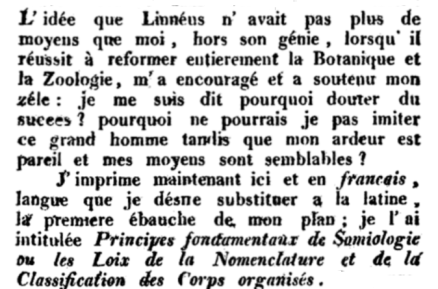 L'idée que Linnéus n' avait pas plus de
moyens que moi, hors son génie, lorsqu' il
réussit à reformer entierement la Botanique et
la Zoologie, m'a encouragé et a soutenu mon
zéle : je me suis dit pourquoi douter du
succes ? pourquoi ne pourrais je pas imiter
ce grand homme tandis que mon ardeur est
pareil et mes moyens sont semblables ?
J'imprime maintenant ici et en francais,
langue que je désne substituer a la latine,
la premiere ébauche de mon plan ; je l'ai
intitulée Principes fondamentaux de Somiologie
ou les Loix de la Nomenclature et de la
Classification des Corps organisés.